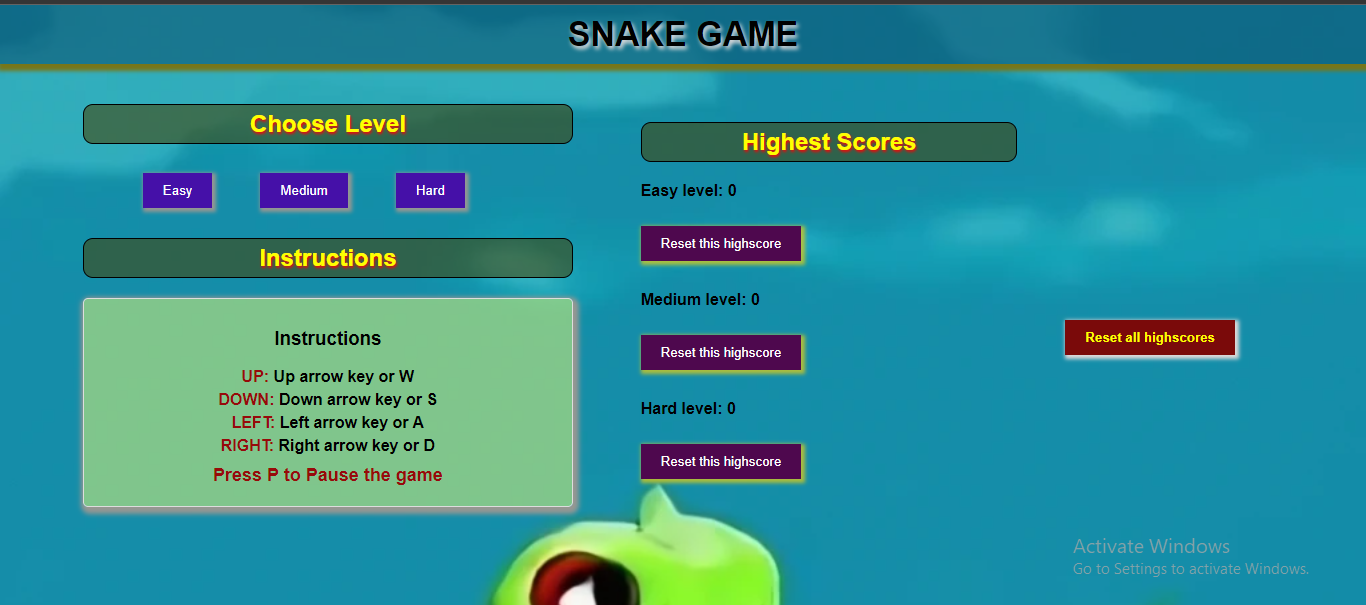 SNAKE GAME
Choose Level
Easy
Medium
Hard
Instructions
Instructions
UP: Up arrow key or W
DOWN: Down arrow key or S
LEFT: Left arrow key or A
RIGHT: Right arrow key or D
Press P to Pause the game
Highest Scores
Easy level: 0
Reset this highscore
Medium level: 0
Reset this highscore
Hard level: 0
Reset this highscore
Reset all highscores
Activate Windows
Go to Settings to activate Windows.